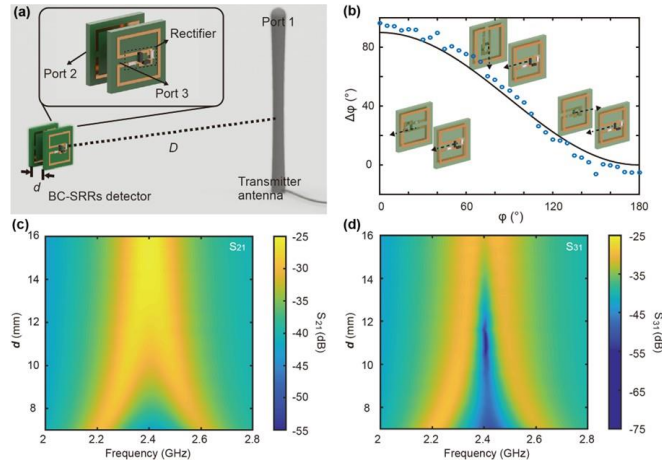 (a)
Port 1
Rectifier
Port 2
Port 3
D
d
BC-SRRs detector
Transmitter
antenna
(b)
80
40
0
Δφ (°)
0
60
120
180
φ (°)
(c)
S21
16
14
12
10
8
d (mm)
2
2.2
2.4
2.6
2.8
Frequency (GHz)
-25
-30
-35
-40
-45
-50
-55
S21(dB)
(d)
S31
16
14
12
10
8
d (mm)
2
2.2
2.4
2.6
2.8
Frequency (GHz)
-25
-35
-45
-55
-65
-75
S31(dB)